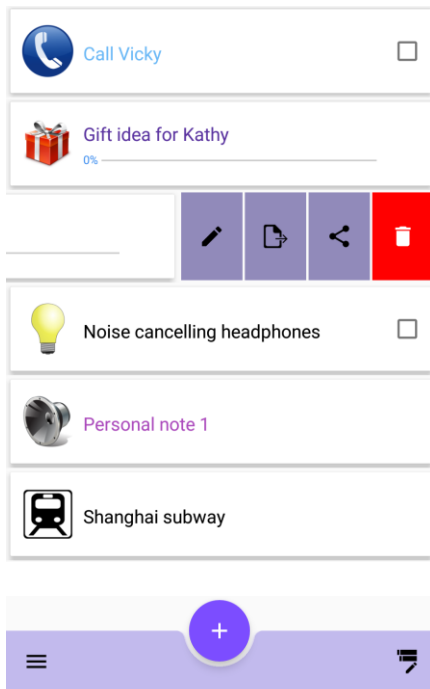 Call Vicky
Gift idea for Kathy
0%
Noise cancelling headphones
Personal note 1
Shanghai subway